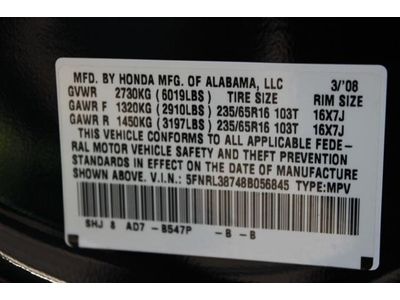 MFD. BY HONDA MFG. OF ALABAMA, LLC 3/'08
GVWR 2730KG (6019LBS) TIRE SIZE RIM SIZE
GAWR F 1320KG (2910LBS) 235/65R16 103T 16X7J
GAWR R 1450KG (3197LBS) 235/65R16 103T 16X7J
THIS VEHICLE CONFORMS TO ALL APPLICABLE FEDE-
RAL MOTOR VEHICLE SAFETY AND THEFT PREVENTION
STANDARDS IN EFFECT ON THE DATE OF MANUFACTURE
SHOWN ABOVE. V.I.N.: 5FNRL38748B056845 TYPE:MPV
SHJ 8 AD7 -B547P -B -B